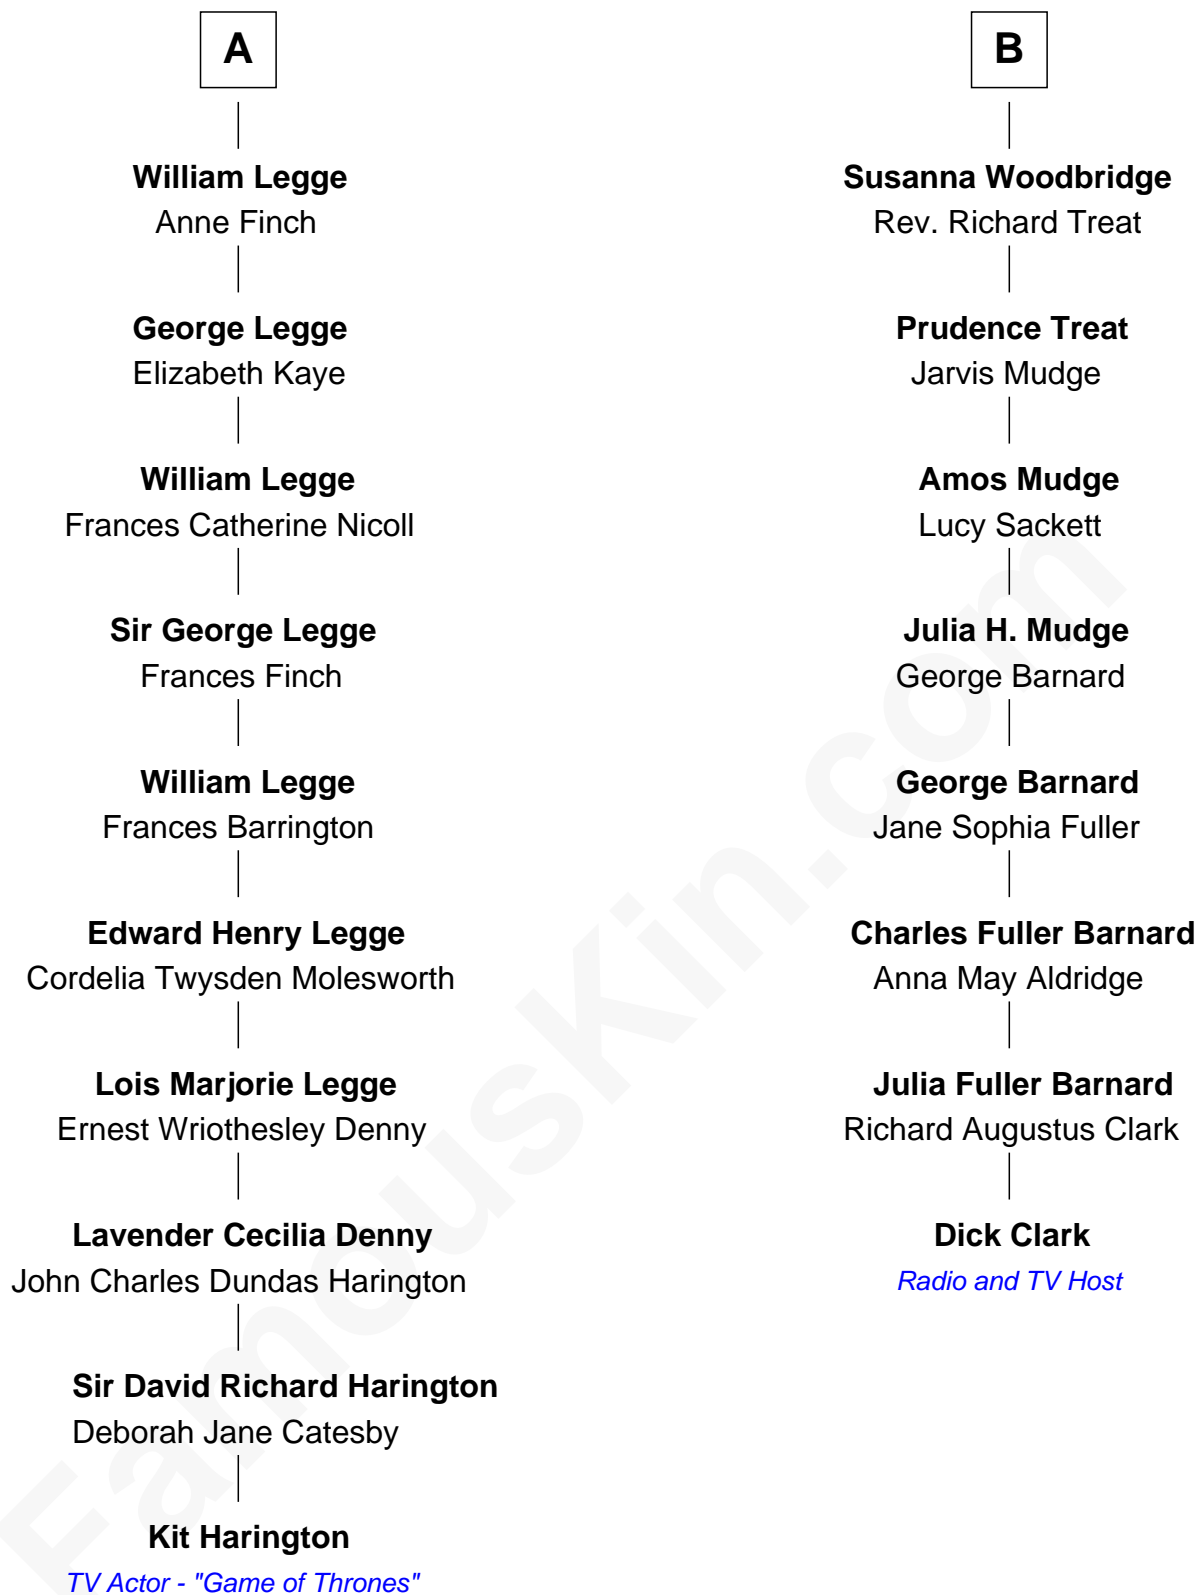 A
William Legge
Anne Finch
George Legge
Elizabeth Kaye
William Legge
Frances Catherine Nicoll
Sir George Legge
Frances Finch
William Legge
Frances Barrington
Edward Henry Legge
Cordelia Twysden Molesworth
Lois Marjorie Legge
Ernest Wriothesley Denny
Lavender Cecilia Denny
John Charles Dundas Harington
Sir David Richard Harington
Deborah Jane Catesby
Kit Harington
TV Actor - "Game of Thrones"
B
Susanna Woodbridge
Rev. Richard Treat
Prudence Treat
Jarvis Mudge
Amos Mudge
Lucy Sackett
Julia H. Mudge
George Barnard
George Barnard
Jane Sophia Fuller
Charles Fuller Barnard
Anna May Aldridge
Julia Fuller Barnard
Richard Augustus Clark
Dick Clark
Radio and TV Host
FamousKin.com